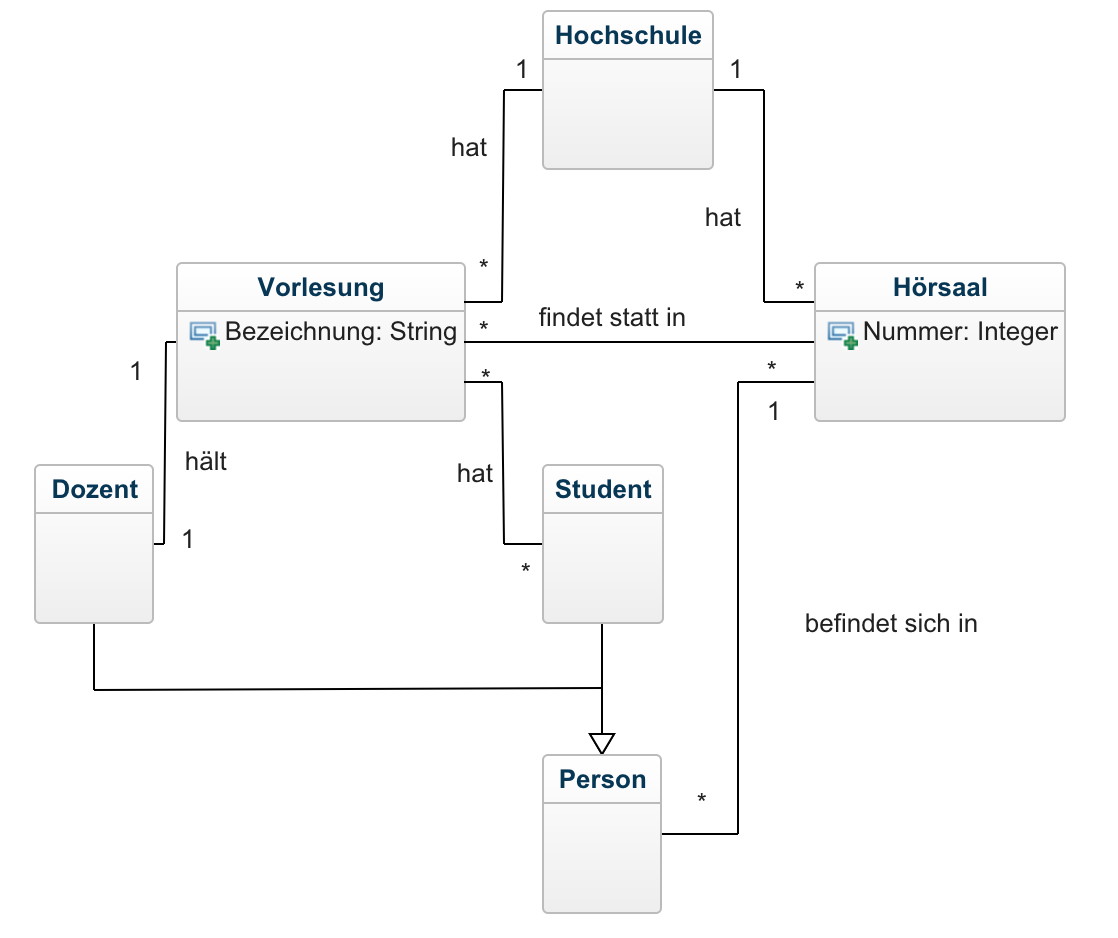 Hochschule
1
1
hat
hat
*
*
Vorlesung
Hörsaal
Bezeichnung: String
*
findet statt in
Nummer: Integer
*
*
1
1
hält
hat
Dozent
Student
1
*
befindet sich in
Person
*